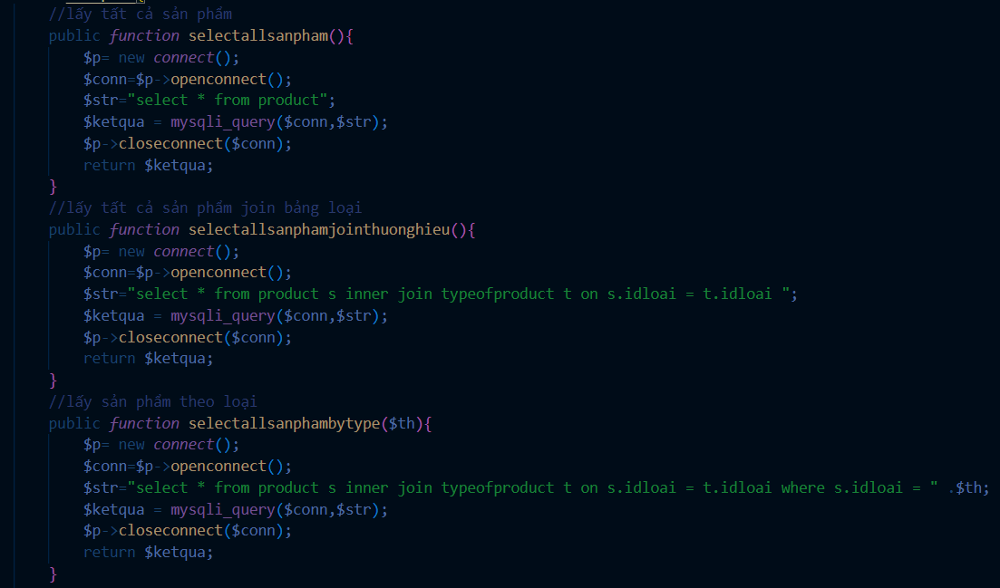 //lấy tất cả sản phẩm
public function selectallsanpham(){
$p= new connect();
$conn=$p->openconnect();
$str="select * from product";
$ketqua = mysqli_query($conn,$str);
$p->closeconnect($conn);
return $ketqua;
}
//lấy tất cả sản phẩm join bảng loại
public function selectallsanphamjointhuonghieu(){
$p= new connect();
$conn=$p->openconnect();
$str="select * from product s inner join typeofproduct t on s.idloai = t.idloai ";
$ketqua = mysqli_query($conn,$str);
$p->closeconnect($conn);
return $ketqua;
}
//lấy sản phẩm theo loại
public function selectallsanphambytype($th){
$p= new connect();
$conn=$p->openconnect();
$str="select * from product s inner join typeofproduct t on s.idloai = t.idloai where s.idloai = " .$th;
$ketqua = mysqli_query($conn,$str);
$p->closeconnect($conn);
return $ketqua;
}